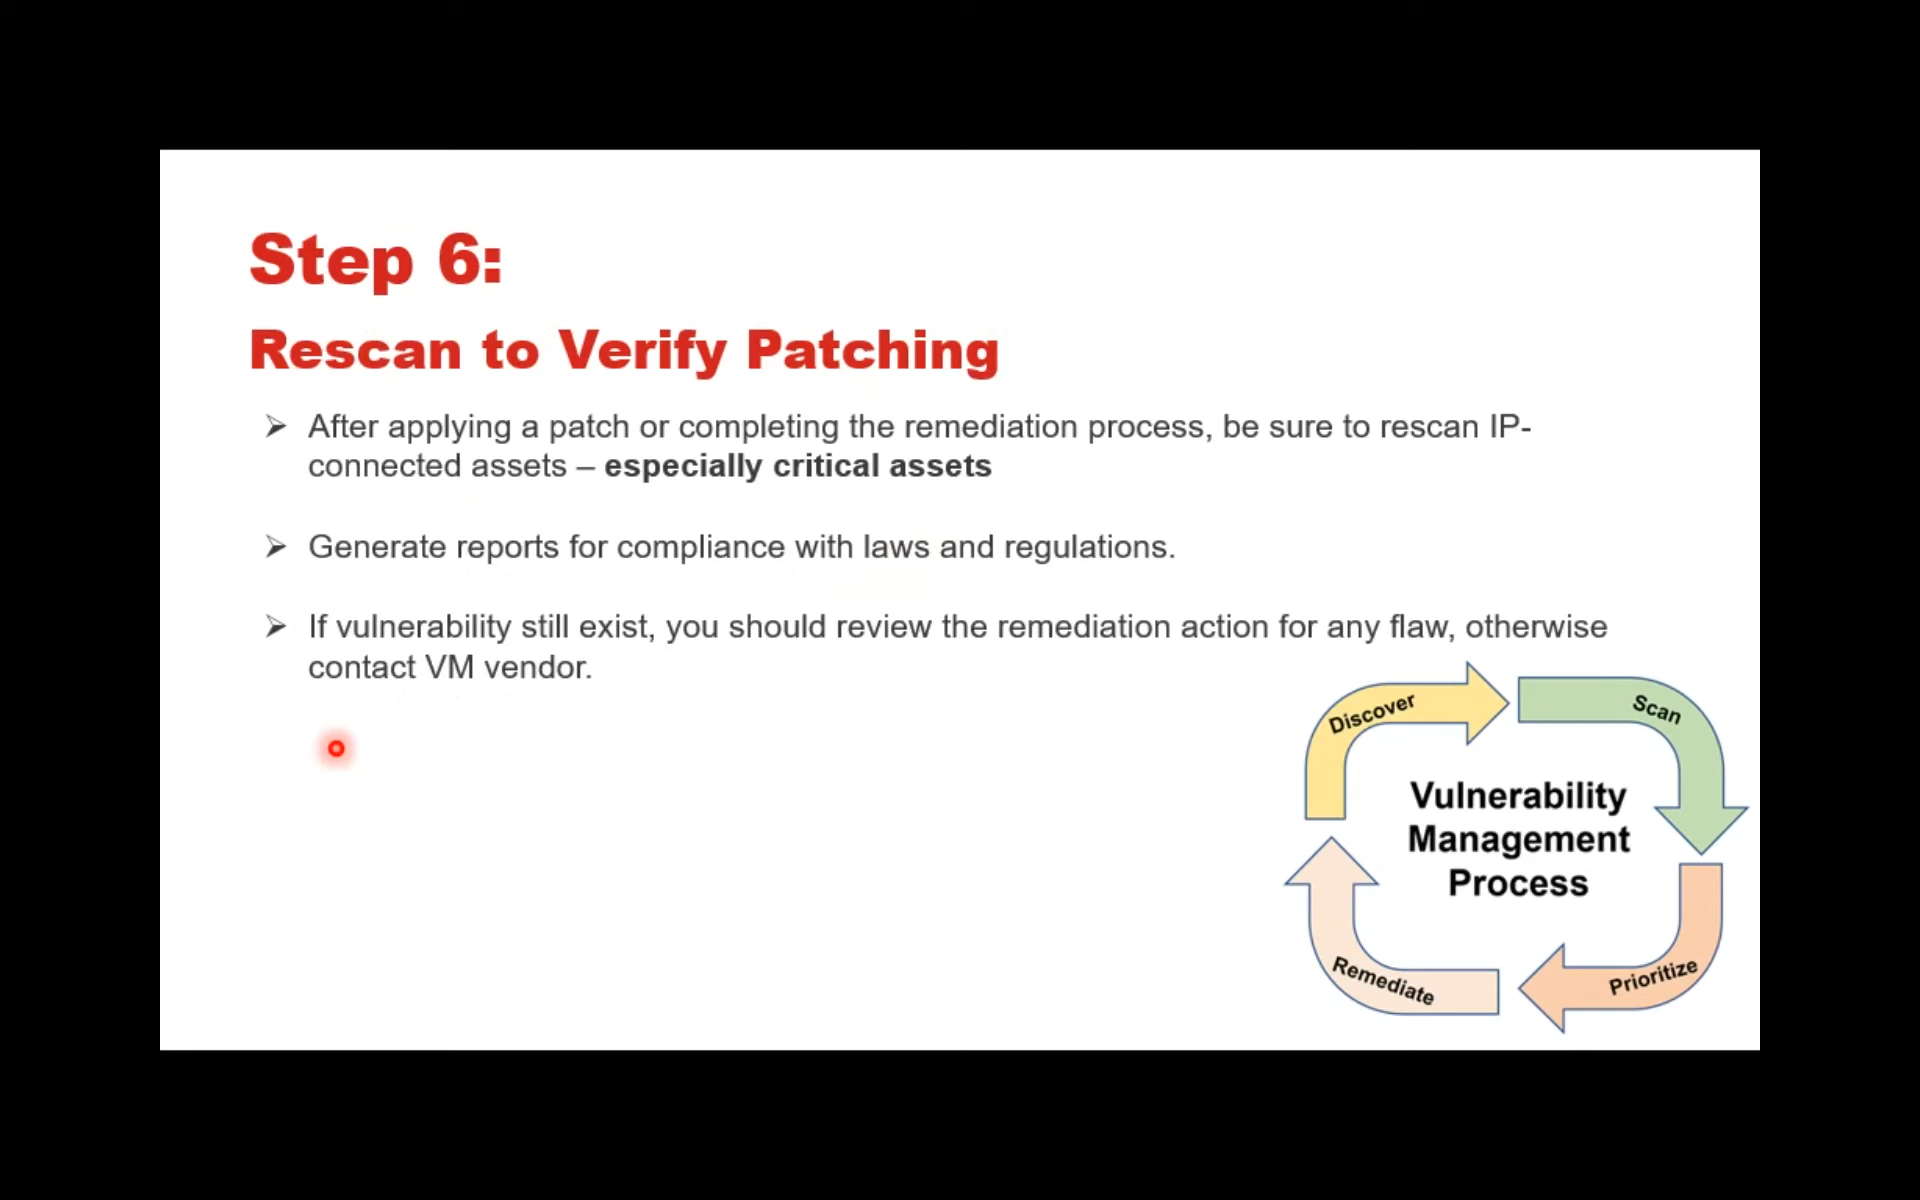 Step 6:
Rescan to Verify Patching
➢ After applying a patch or completing the remediation process, be sure to rescan IP-
connected assets – especially critical assets
➢ Generate reports for compliance with laws and regulations.
➢ If vulnerability still exist, you should review the remediation action for any flaw, otherwise
contact VM vendor.
Discover
Scan
Vulnerability
Management
Process
Remediate
Prioritize